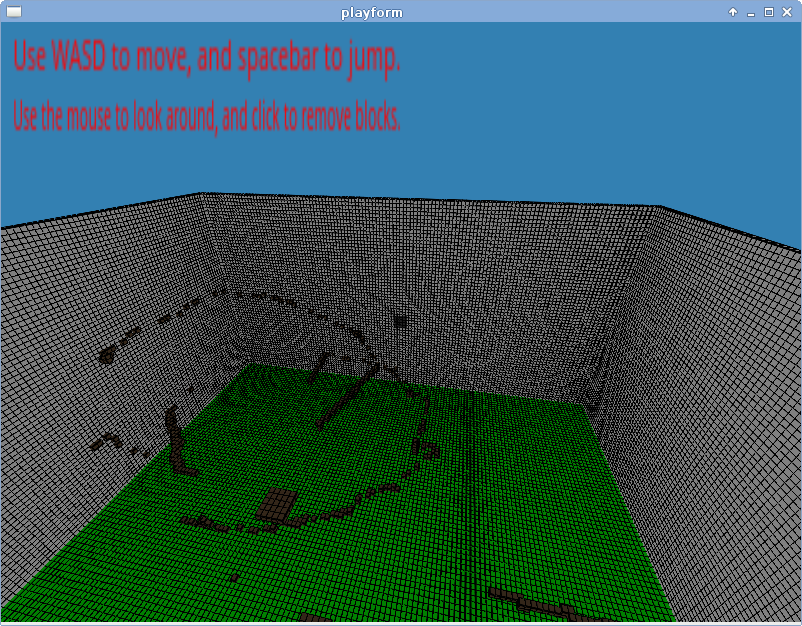 playform
Use WASD to move, and spacebar to jump.
Use the mouse to look around, and click to remove blocks.